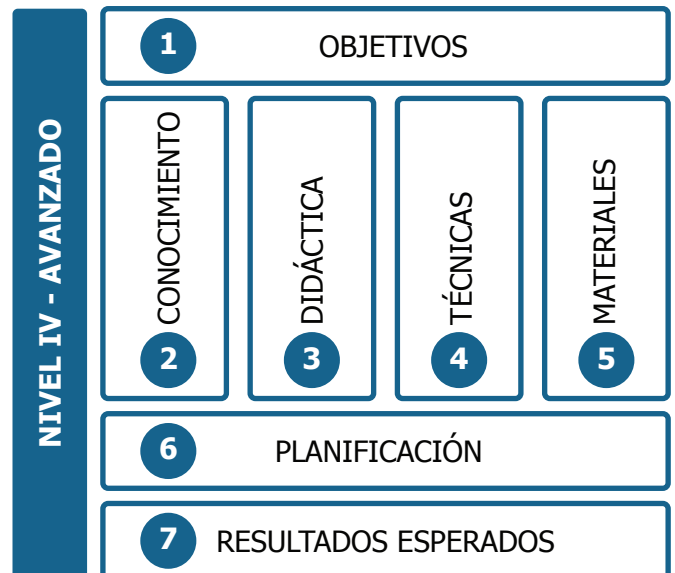 NIVEL IV - AVANZADO
1 OBJETIVOS
CONOCIMIENTO
2
DIDÁCTICA
3
TÉCNICAS
4
MATERIALES
5
6 PLANIFICACIÓN
7 RESULTADOS ESPERADOS